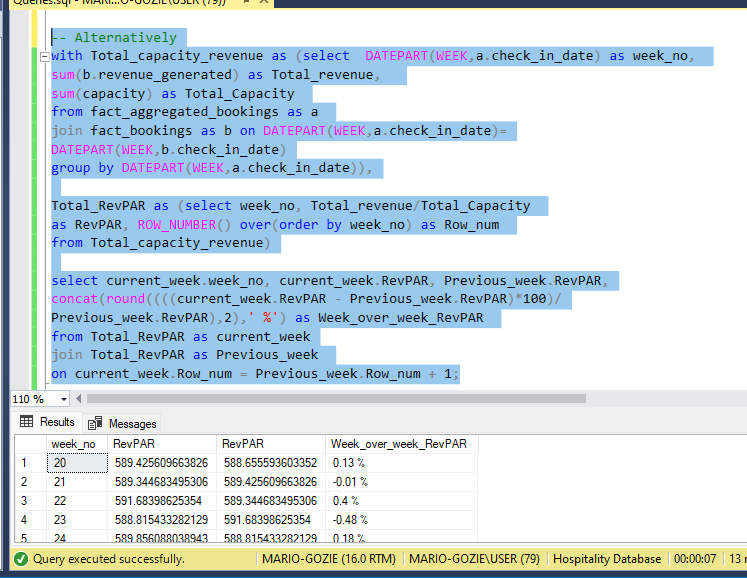 Queries.sql - MARI...O-GOZIE\USER (79))
-- Alternatively
with Total_capacity_revenue as (select  DATEPART(WEEK,a.check_in_date) as week_no,
sum(b.revenue_generated) as Total_revenue,
sum(capacity) as Total_Capacity
from fact_aggregated_bookings as a
join fact_bookings as b on DATEPART(WEEK,a.check_in_date)=
DATEPART(WEEK,b.check_in_date)
group by DATEPART(WEEK,a.check_in_date)),
Total_RevPAR as (select week_no, Total_revenue/Total_Capacity
as RevPAR, ROW_NUMBER() over(order by week_no) as Row_num
from Total_capacity_revenue)
select current_week.week_no, current_week.RevPAR, Previous_week.RevPAR,
concat(round((((current_week.RevPAR - Previous_week.RevPAR)*100)/
Previous_week.RevPAR),2),' %') as Week_over_week_RevPAR
from Total_RevPAR as current_week
join Total_RevPAR as Previous_week
on current_week.Row_num = Previous_week.Row_num + 1;
110 %
Results Messages
week_no RevPAR RevPAR Week_over_week_RevPAR
1 20 589.425609663826 588.655593603352 0.13 %
2 21 589.344683495306 589.425609663826 -0.01 %
3 22 591.68398625354 589.344683495306 0.4 %
4 23 588.815433282129 591.68398625354 -0.48 %
5 24 589.856088038943 588.815433282129 0.18 %
Query executed successfully. MARIO-GOZIE (16.0 RTM) MARIO-GOZIE\USER (79) Hospitality Database 00:00:07 13